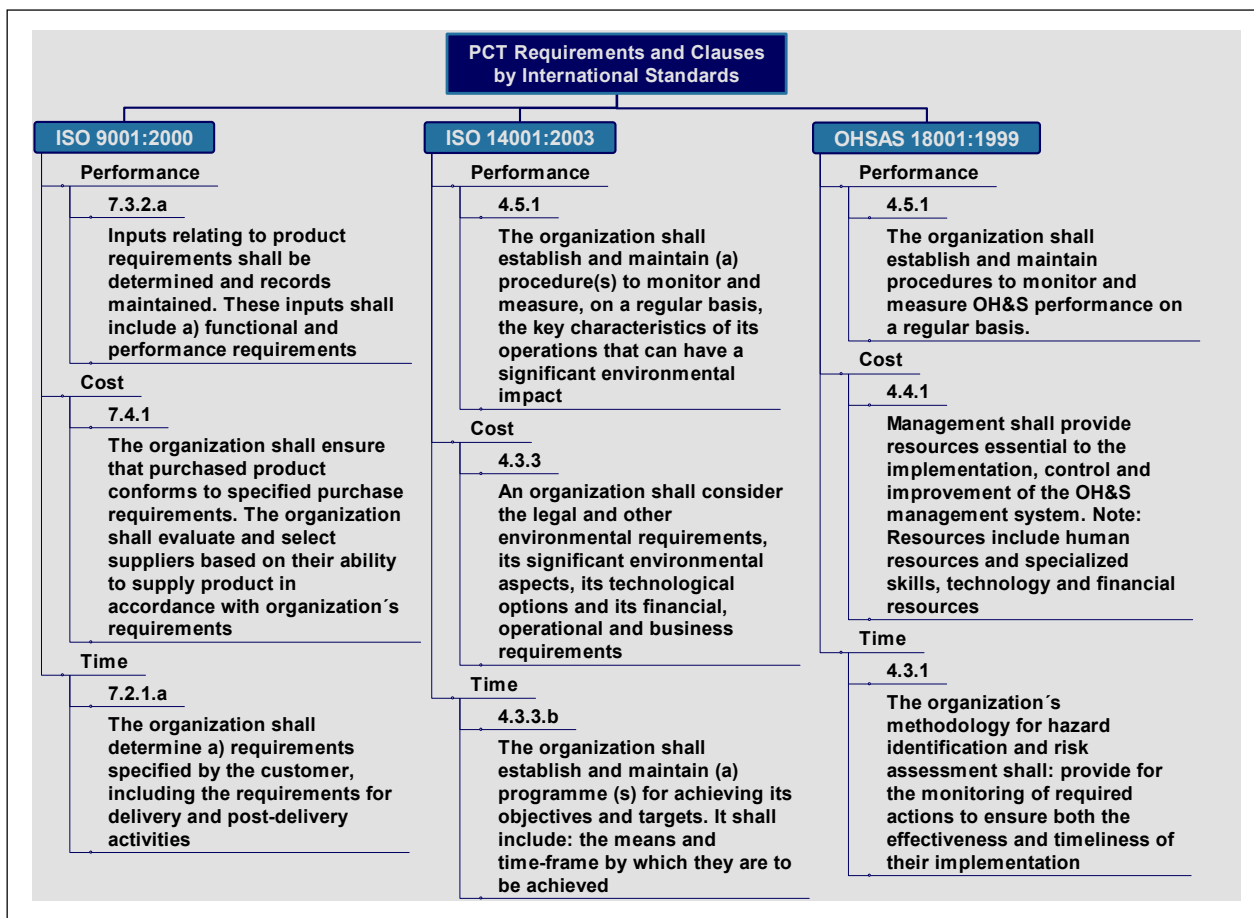 PCT Requirements and Clauses
by International Standards
ISO 9001:2000
Performance
7.3.2.a
Inputs relating to product
requirements shall be
determined and records
maintained. These inputs shall
include a) functional and
performance requirements
Cost
7.4.1
The organization shall ensure
that purchased product
conforms to specified purchase
requirements. The organization
shall evaluate and select
suppliers based on their ability
to supply product in
accordance with organization´s
requirements
Time
7.2.1.a
The organization shall
determine a) requirements
specified by the customer,
including the requirements for
delivery and post-delivery
activities
ISO 14001:2003
Performance
4.5.1
The organization shall
establish and maintain (a)
procedure(s) to monitor and
measure, on a regular basis,
the key characteristics of its
operations that can have a
significant environmental
impact
Cost
4.3.3
An organization shall consider
the legal and other
environmental requirements,
its significant environmental
aspects, its technological
options and its financial,
operational and business
requirements
Time
4.3.3.b
The organization shall
establish and maintain (a)
programme (s) for achieving its
objectives and targets. It shall
include: the means and
time-frame by which they are to
be achieved
OHSAS 18001:1999
Performance
4.5.1
The organization shall
establish and maintain
procedures to monitor and
measure OH&S performance on
a regular basis.
Cost
4.4.1
Management shall provide
resources essential to the
implementation, control and
improvement of the OH&S
management system. Note:
Resources include human
resources and specialized
skills, technology and financial
resources
Time
4.3.1
The organization´s
methodology for hazard
identification and risk
assessment shall: provide for
the monitoring of required
actions to ensure both the
effectiveness and timeliness of
their implementation